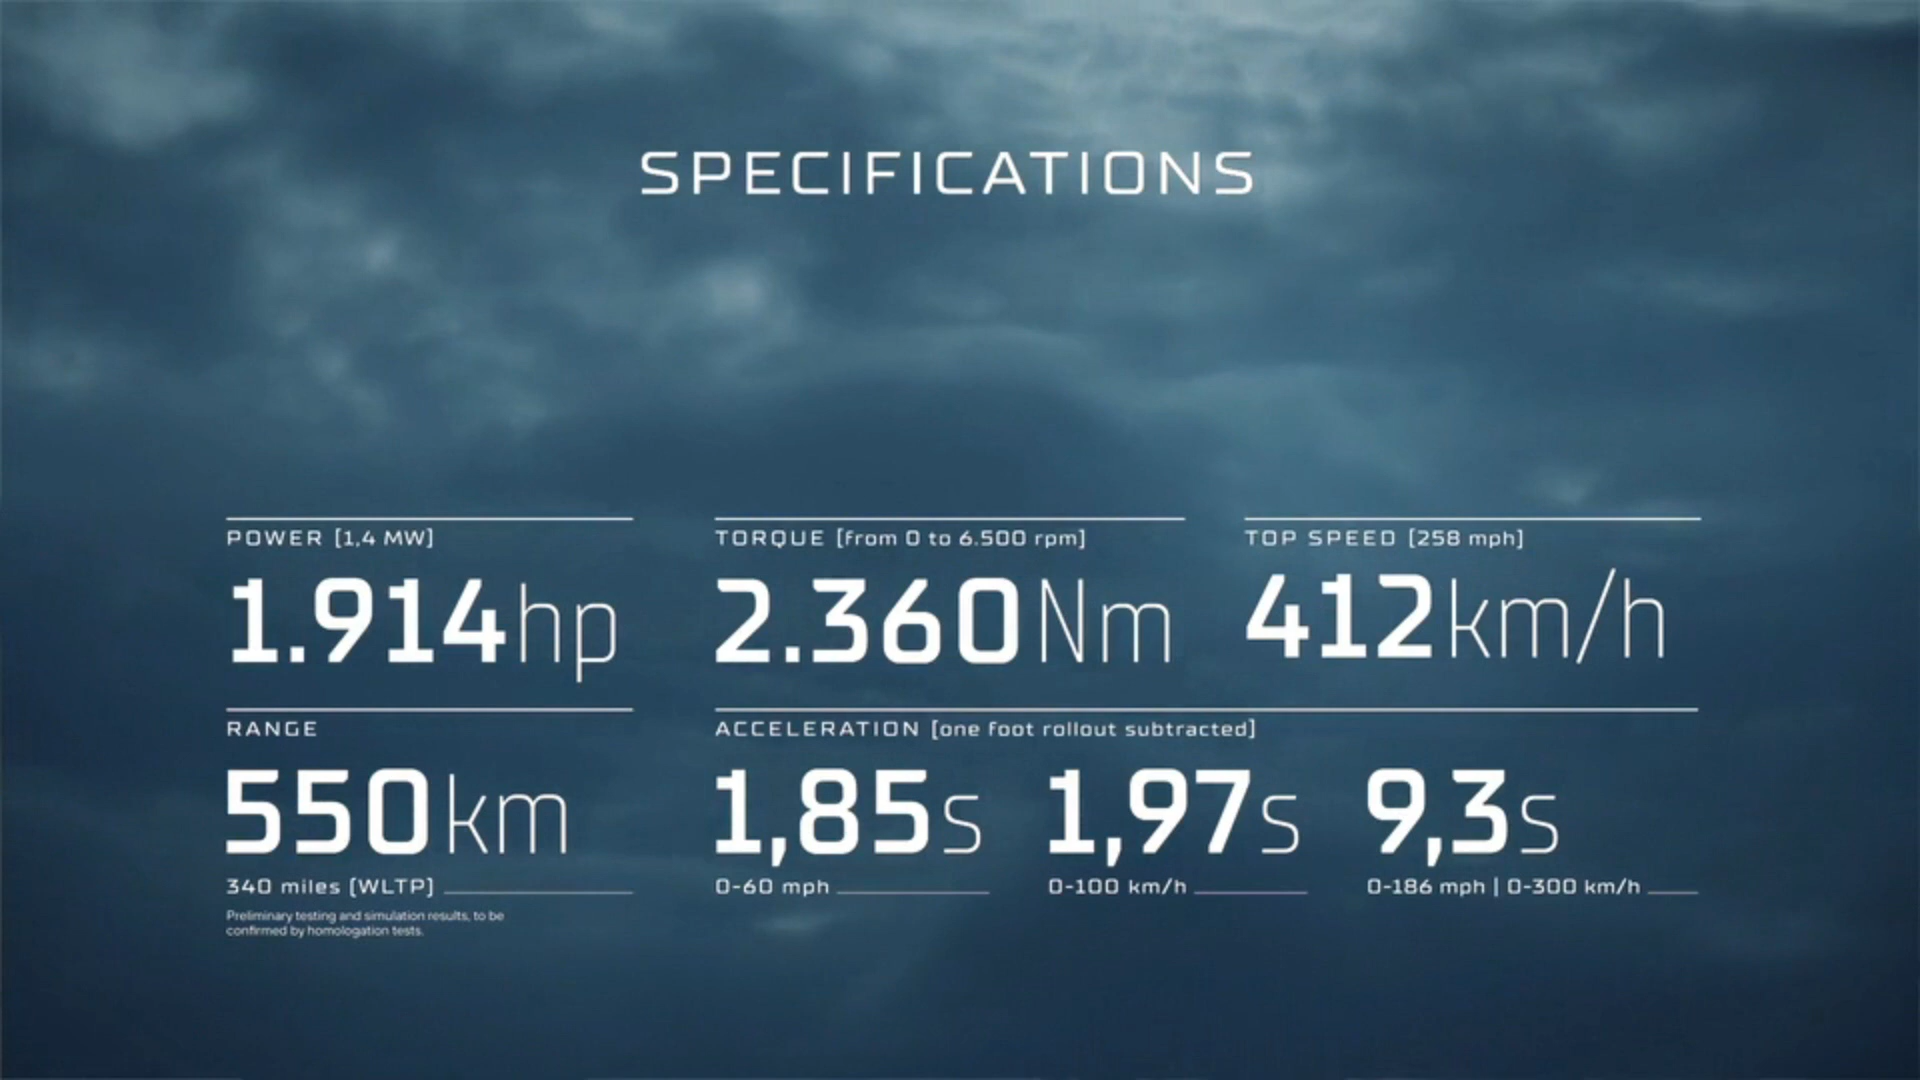 SPECIFICATIONS
POWER [1,4 MW]
1.914hp
TORQUE [from 0 to 6.500 rpm]
2.360Nm
TOP SPEED [258 mph]
412km/h
RANGE
550km
340 miles [WLTP]
Preliminary testing and simulation results, to be
confirmed by homologation tests.
ACCELERATION [one foot rollout subtracted]
1,85s
0-60 mph
1,97s
0-100 km/h
9,3s
0-186 mph | 0-300 km/h